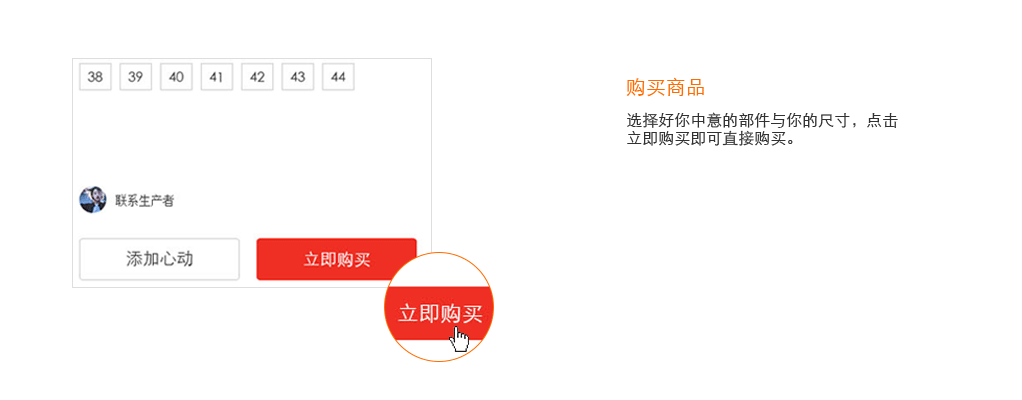 38 39 40 41 42 43 44
联系生产者
添加心动 立即购买
立即购买
购买商品
选择好你中意的部件与你的尺寸，点击
立即购买即可直接购买。